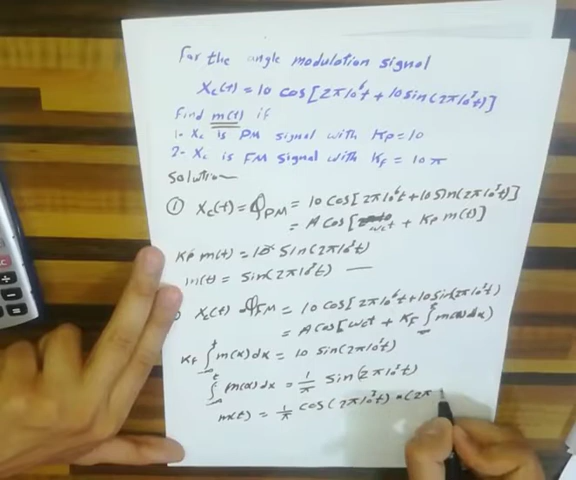 For the angle modulation signal
Xc(t) = 10 cos[2π10⁶t + 10 sin(2π10³t)]
Find m(t) if
1- Xc is PM signal with Kp = 10
2- Xc is FM signal with Kf = 10π
Solution
① Xc(t) = φPM = 10 cos[2π10⁶t + 10 sin(2π10³t)]
= A cos[wct + Kp m(t)]
Kp m(t) = 10 sin(2π10³t)
m(t) = sin(2π10³t)
Xc(t) = φFM = 10 cos[2π10⁶t + 10 sin(2π10³t)
= A cos[wct + Kf ∫ᵗ m(α)dα)
Kf ∫ᵗ m(α)dα = 10 sin(2π10³t)
∫ᵗ m(α)dα = 1/π sin(2π10³t)
m(t) = 1/π cos(2π10³t) * (2π